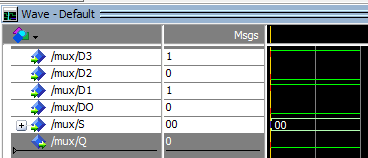 Wave - Default
Msgs
/mux/D3 1
/mux/D2 0
/mux/D1 1
/mux/DO 0
/mux/S 00 00
/mux/Q 0